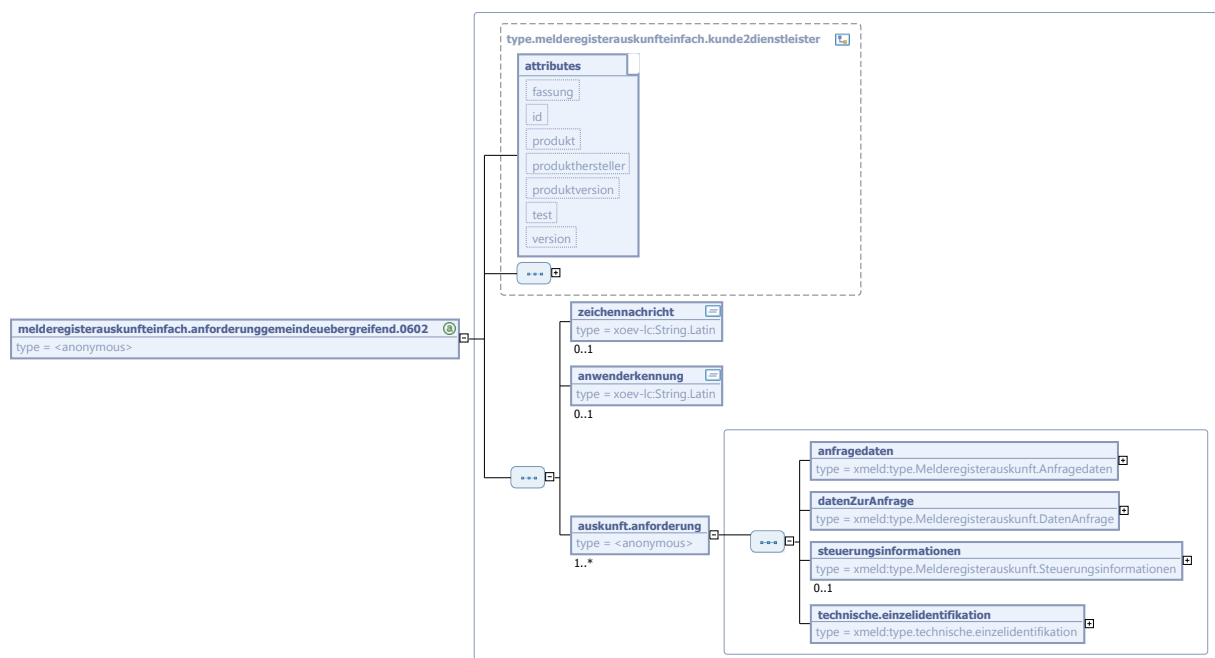 type.melderegisterauskunfteinfach.kunde2dienstleister
attributes
fassung
id
produkt
produkthersteller
produktversion
test
version
melderegisterauskunfteinfach.anforderunggemeindeuebergreifend.0602
type = <anonymous>
zeichennachricht
type = xoev-lc:String.Latin
0..1
anwenderkennung
type = xoev-lc:String.Latin
0..1
auskunft.anforderung
type = <anonymous>
1..*
anfragedaten
type = xmeld:type.Melderegisterauskunft.Anfragedaten
datenZurAnfrage
type = xmeld:type.Melderegisterauskunft.DatenAnfrage
steuerungsinformationen
type = xmeld:type.Melderegisterauskunft.Steuerungsinformationen
0..1
technische.einzelidentifikation
type = xmeld:type.technische.einzelidentifikation